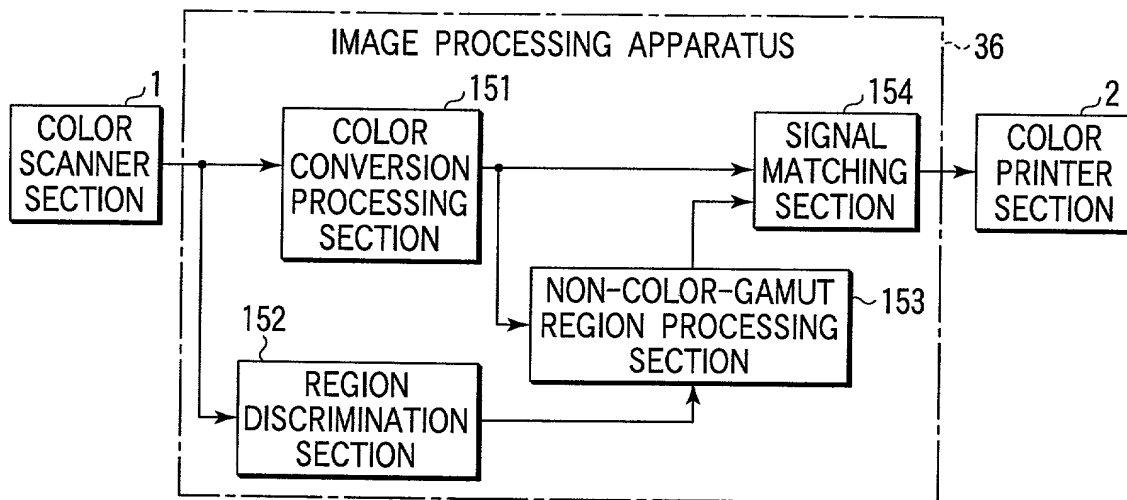 IMAGE PROCESSING APPARATUS
36
1
COLOR
SCANNER
SECTION
151
COLOR
CONVERSION
PROCESSING
SECTION
154
SIGNAL
MATCHING
SECTION
2
COLOR
PRINTER
SECTION
152
REGION
DISCRIMINATION
SECTION
NON-COLOR-GAMUT
REGION PROCESSING
SECTION
153